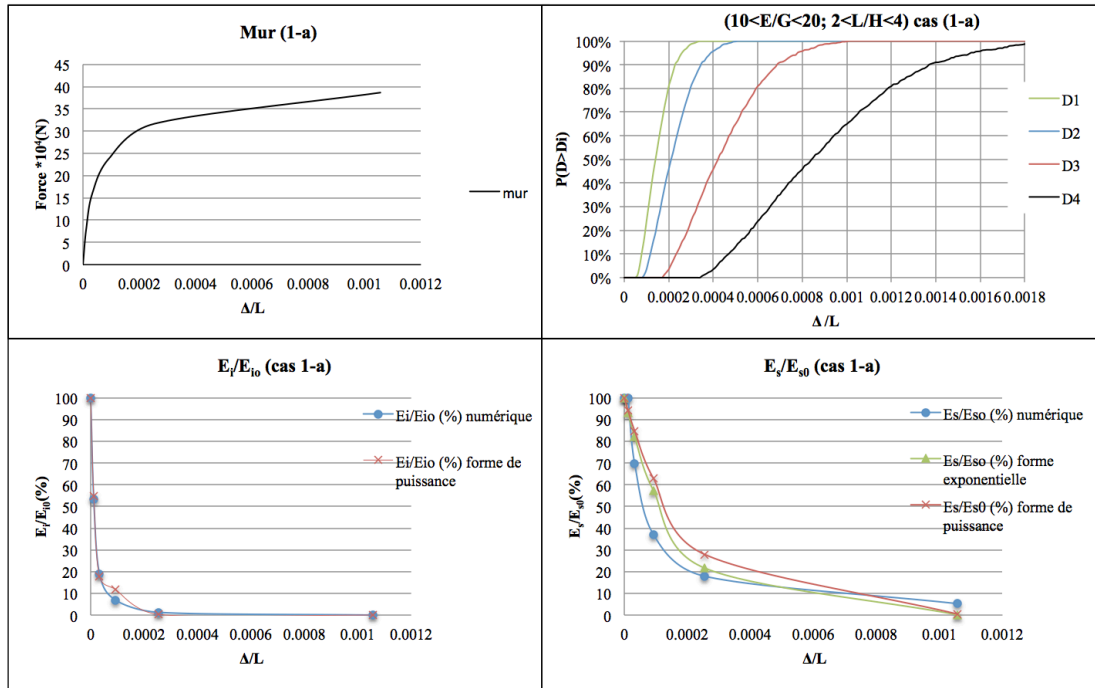 Mur (1-a)
Force *10⁴(N)
45
40
35
30
25
20
15
10
5
0
mur
0 0.0002 0.0004 0.0006 0.0008 0.001 0.0012
Δ/L
(10<E/G<20; 2<L/H<4) cas (1-a)
P(D>Di)
100%
90%
80%
70%
60%
50%
40%
30%
20%
10%
0%
D1
D2
D3
D4
0 0.0002 0.0004 0.0006 0.0008 0.001 0.0012 0.0014 0.0016 0.0018
Δ /L
Ei/Eio (cas 1-a)
Ei/Ei0(%)
100
90
80
70
60
50
40
30
20
10
0
Ei/Eio (%) numérique
Ei/Eio (%) forme de
puissance
0 0.0002 0.0004 0.0006 0.0008 0.001 0.0012
Δ/L
Es/Es0 (cas 1-a)
Es/Es0(%)
100
90
80
70
60
50
40
30
20
10
0
Es/Eso (%) numérique
Es/Eso (%) forme
exponentielle
Es/Es0 (%) forme de
puissance
0 0.0002 0.0004 0.0006 0.0008 0.001 0.0012
Δ/L